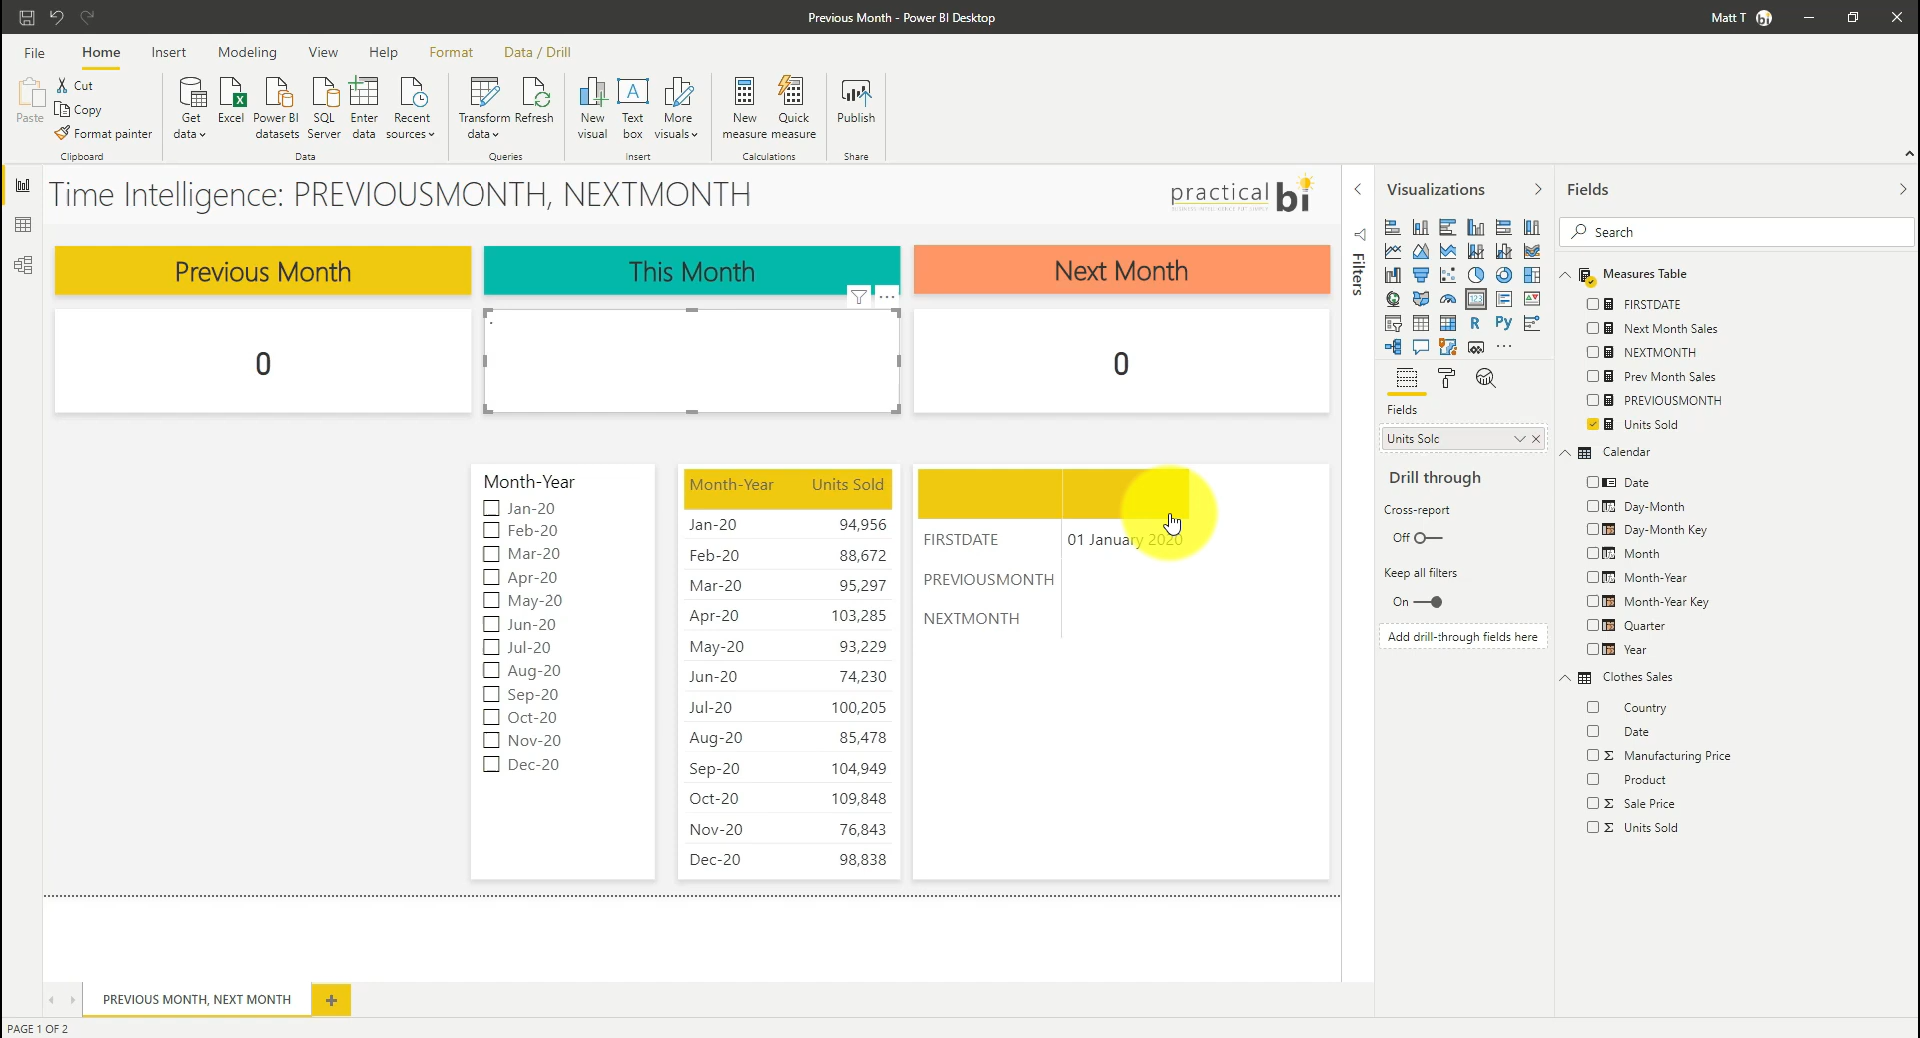 Previous Month - Power BI Desktop
Matt T
File Home Insert Modeling View Help Format Data / Drill
Paste
Cut
Copy
Format painter
Clipboard
Get data
Excel
Power BI datasets
SQL Server
Enter data
Recent sources
Data
Transform data
Refresh
Queries
New visual
Text box
More visuals
Insert
New measure
Quick measure
Calculations
Publish
Share
Time Intelligence: PREVIOUSMONTH, NEXTMONTH
practical bi
Previous Month
This Month
Next Month
0
0
Month-Year
Jan-20
Feb-20
Mar-20
Apr-20
May-20
Jun-20
Jul-20
Aug-20
Sep-20
Oct-20
Nov-20
Dec-20
Month-Year Units Sold
Jan-20 94,956
Feb-20 88,672
Mar-20 95,297
Apr-20 103,285
May-20 93,229
Jun-20 74,230
Jul-20 100,205
Aug-20 85,478
Sep-20 104,949
Oct-20 109,848
Nov-20 76,843
Dec-20 98,838
FIRSTDATE 01 January 2020
PREVIOUSMONTH
NEXTMONTH
Filters
Visualizations
R Py
Fields
Units Solc
Drill through
Cross-report
Off
Keep all filters
On
Add drill-through fields here
Fields
Search
Measures Table
FIRSTDATE
Next Month Sales
NEXTMONTH
Prev Month Sales
PREVIOUSMONTH
Units Sold
Calendar
Date
Day-Month
Day-Month Key
Month
Month-Year
Month-Year Key
Quarter
Year
Clothes Sales
Country
Date
Manufacturing Price
Product
Sale Price
Units Sold
PREVIOUS MONTH, NEXT MONTH
PAGE 1 OF 2